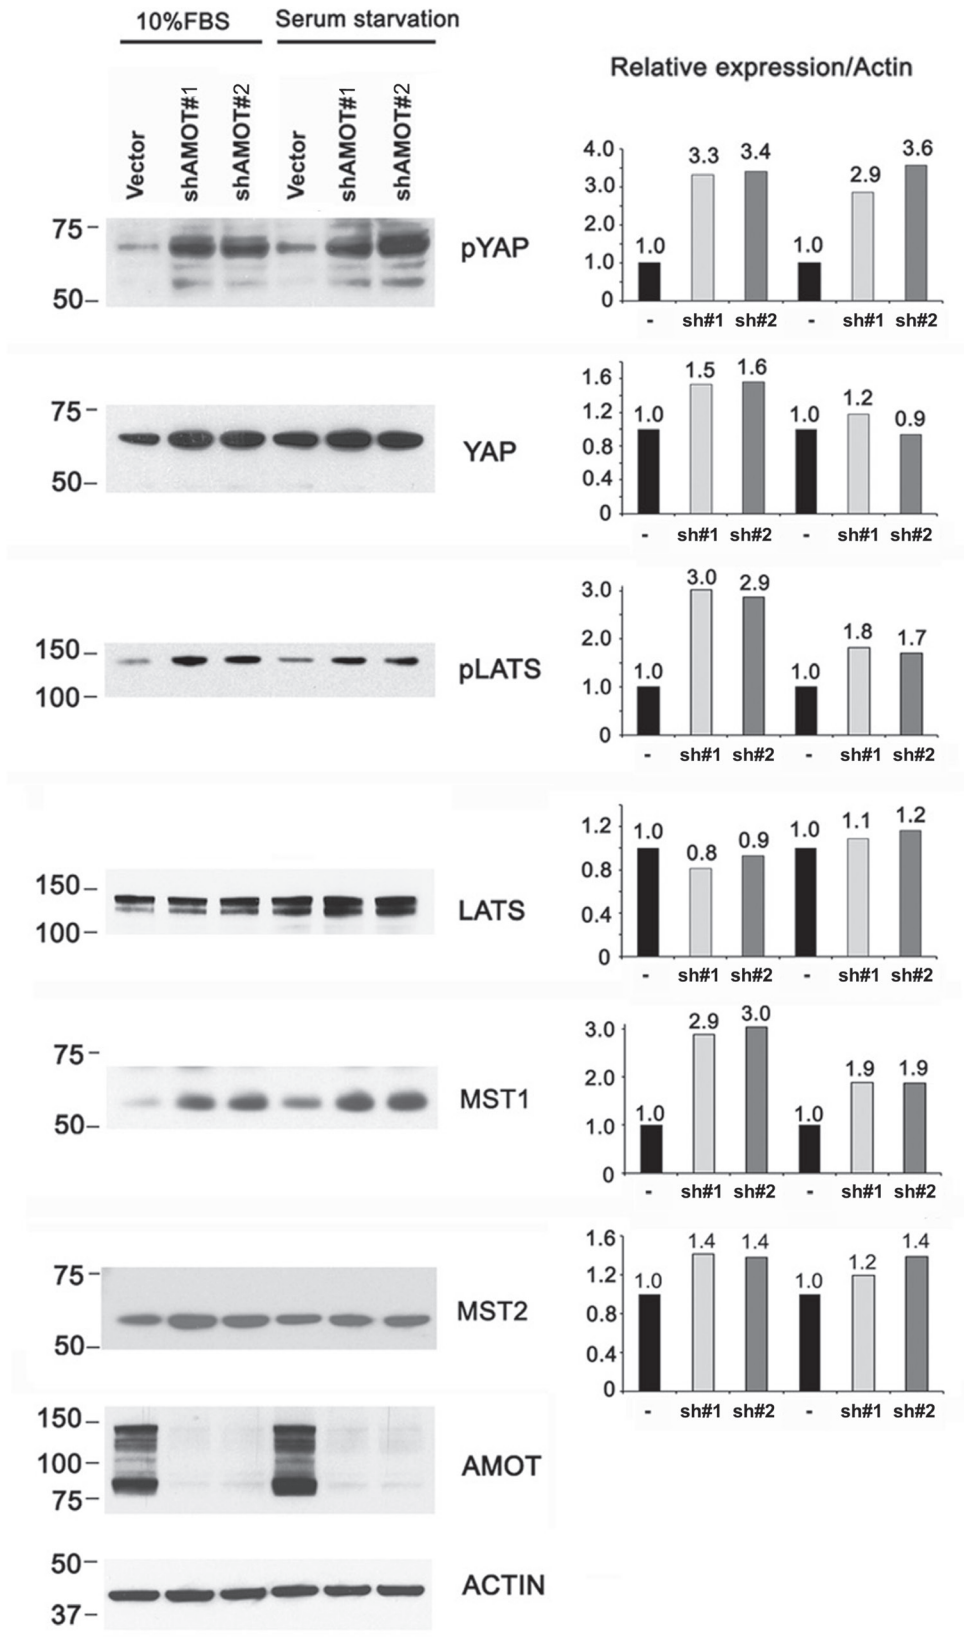 10%FBS
Serum starvation
Relative expression/Actin
Vector
shAMOT#1
shAMOT#2
Vector
shAMOT#1
shAMOT#2
75
50
pYAP
4.0
3.0
2.0
1.0
0
1.0 3.3 3.4 1.0 2.9 3.6
- sh#1 sh#2 - sh#1 sh#2
75
50
YAP
1.6
1.2
0.8
0.4
0
1.0 1.5 1.6 1.0 1.2 0.9
- sh#1 sh#2 - sh#1 sh#2
150
100
pLATS
3.0
2.0
1.0
0
1.0 3.0 2.9 1.0 1.8 1.7
- sh#1 sh#2 - sh#1 sh#2
150
100
LATS
1.2
0.8
0.4
0
1.0 0.8 0.9 1.0 1.1 1.2
- sh#1 sh#2 - sh#1 sh#2
75
50
MST1
3.0
2.0
1.0
0
1.0 2.9 3.0 1.0 1.9 1.9
- sh#1 sh#2 - sh#1 sh#2
75
50
MST2
1.6
1.2
0.8
0.4
0
1.0 1.4 1.4 1.0 1.2 1.4
- sh#1 sh#2 - sh#1 sh#2
150
100
75
AMOT
50
37
ACTIN